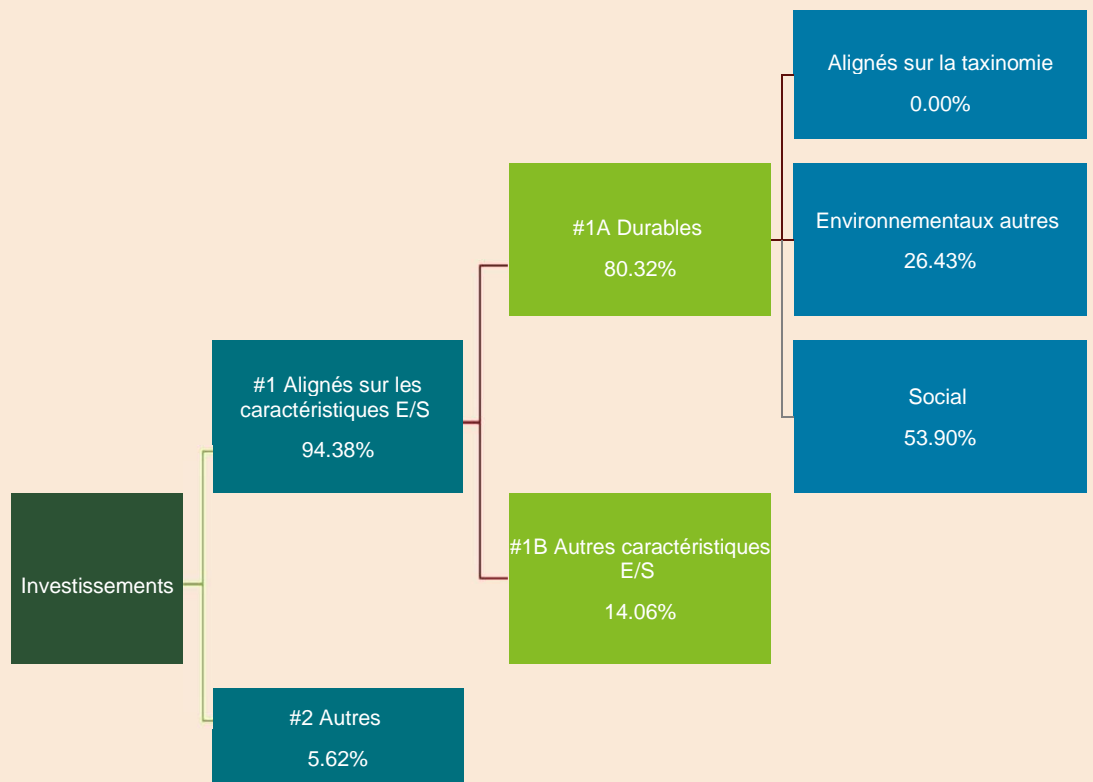 Investissements
#1 Alignés sur les
caractéristiques E/S
94.38%
#2 Autres
5.62%
#1A Durables
80.32%
#1B Autres caractéristiques
E/S
14.06%
Alignés sur la taxinomie
0.00%
Environnementaux autres
26.43%
Social
53.90%